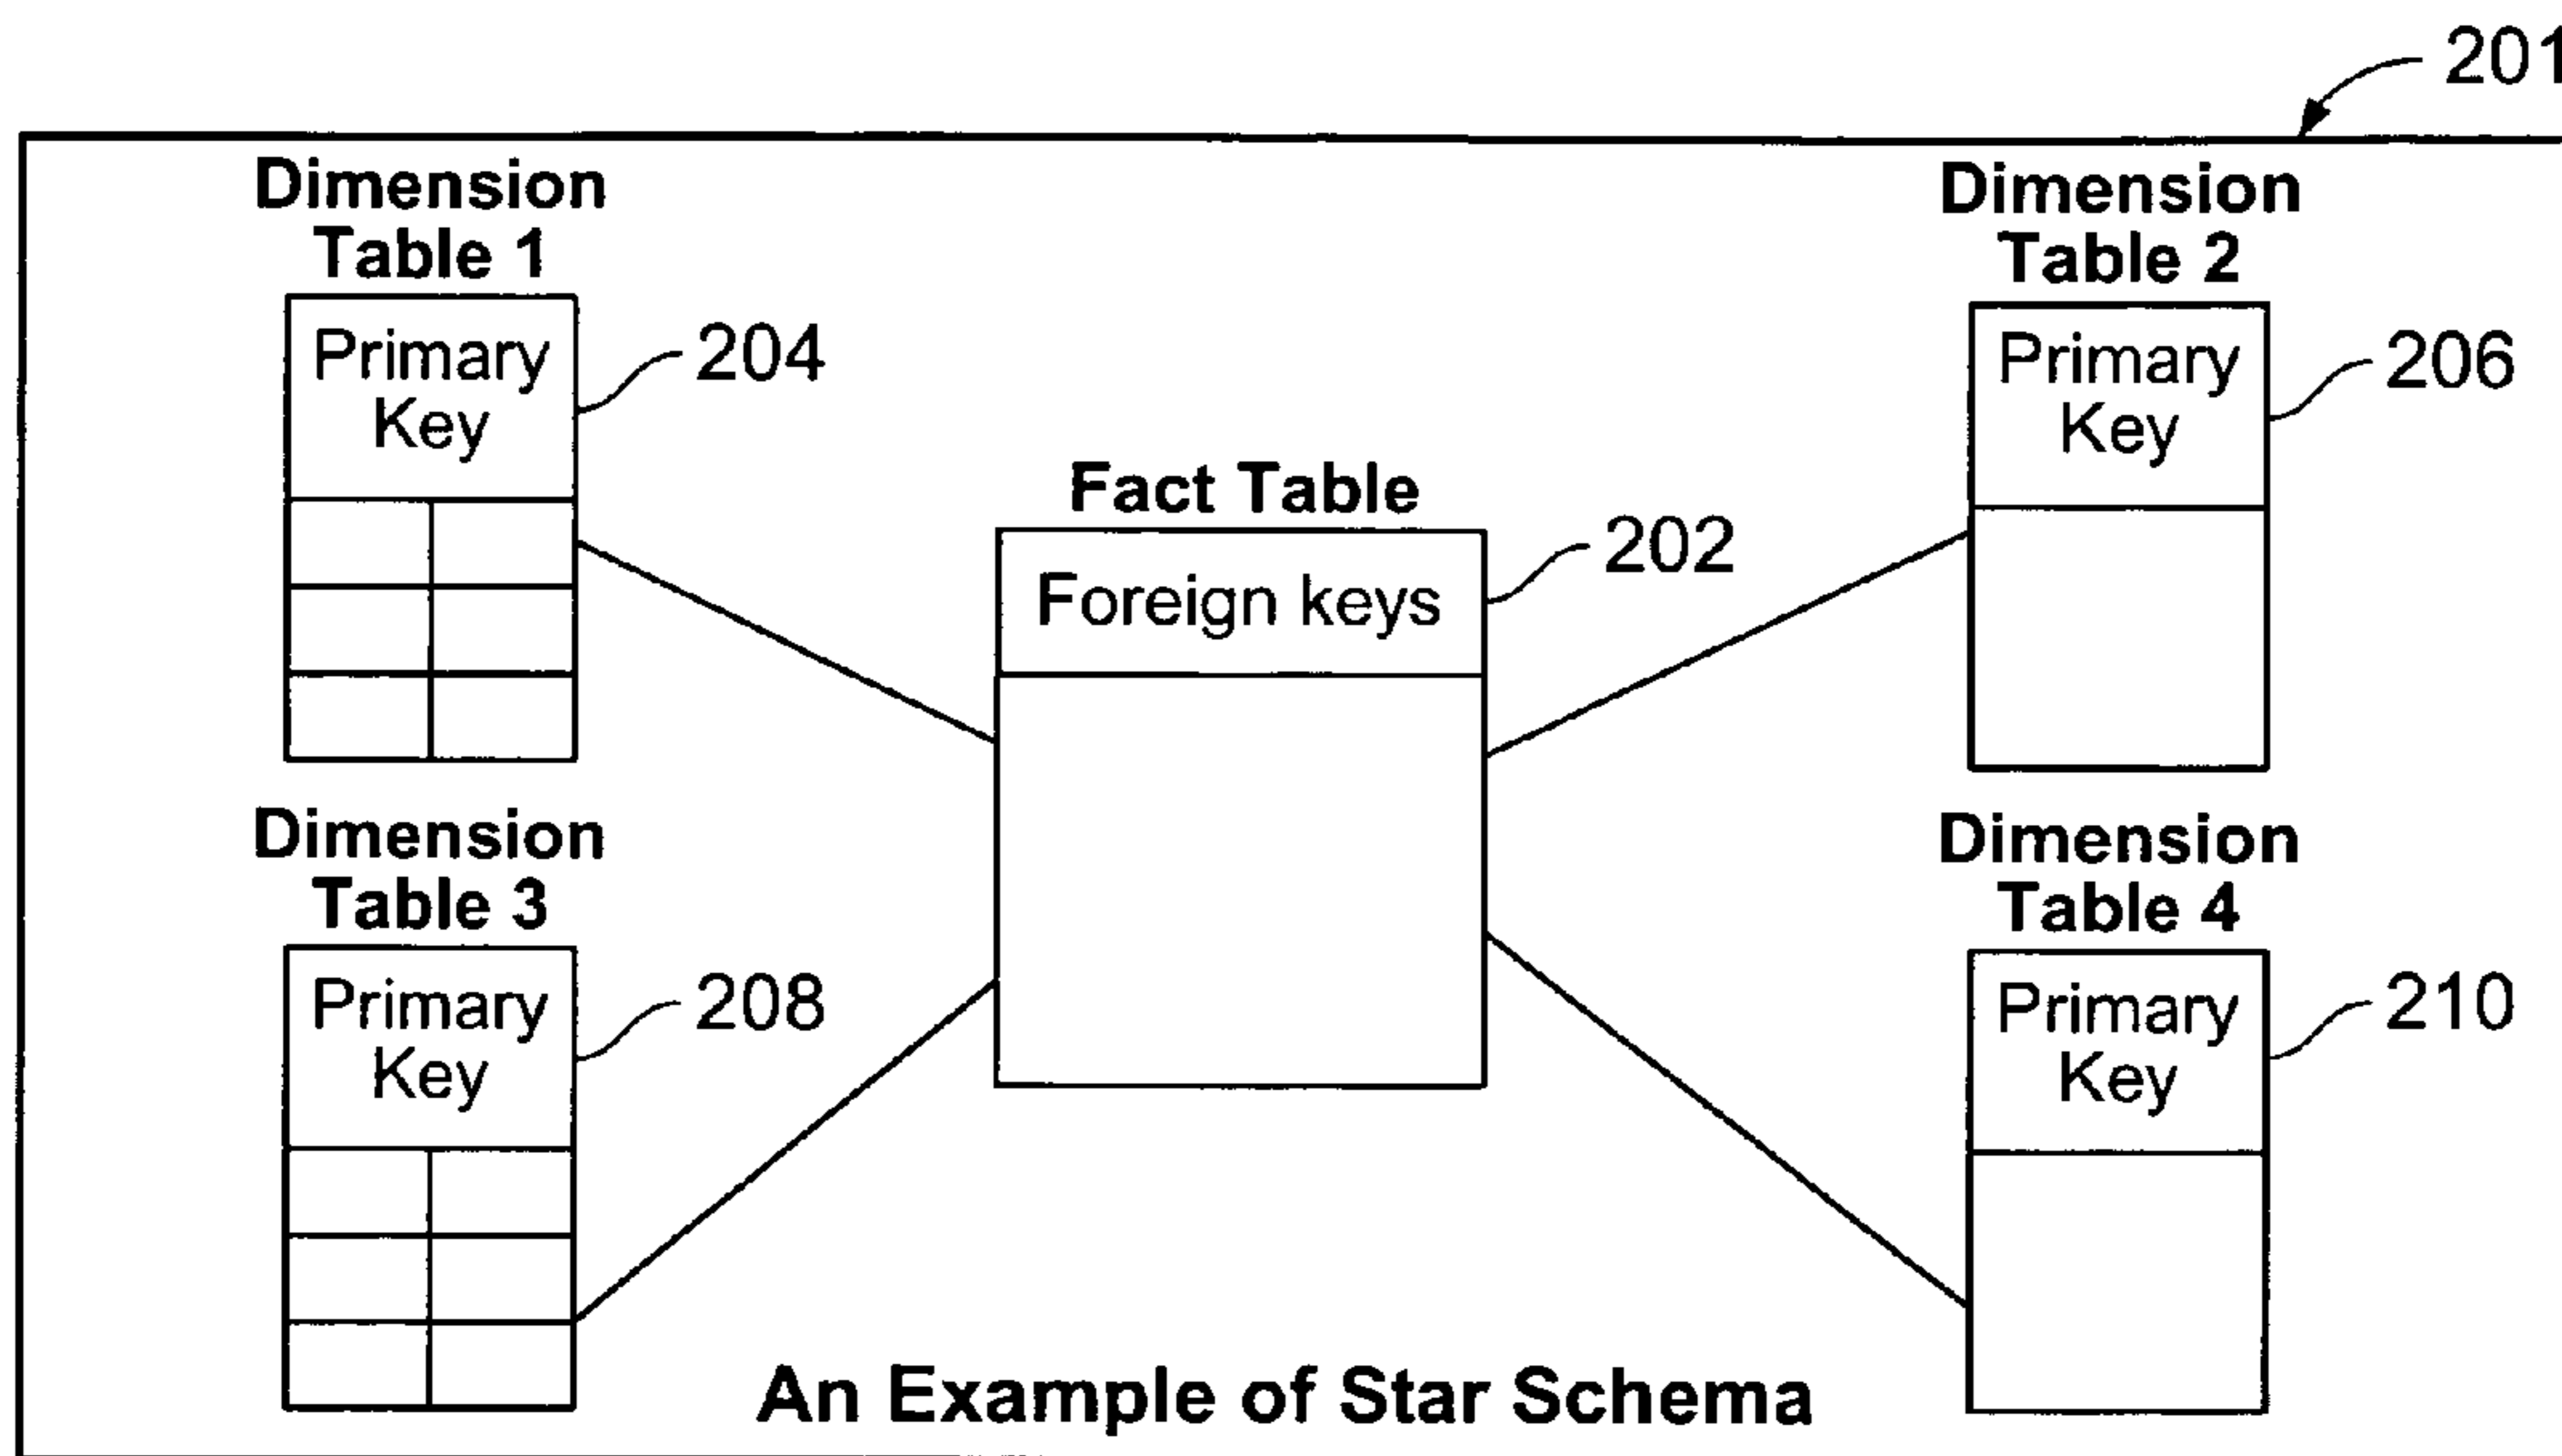 201
Dimension
Table 1
Primary
Key
204
Dimension
Table 2
Primary
Key
206
Fact Table
Foreign keys
202
Dimension
Table 3
Primary
Key
208
Dimension
Table 4
Primary
Key
210
An Example of Star Schema